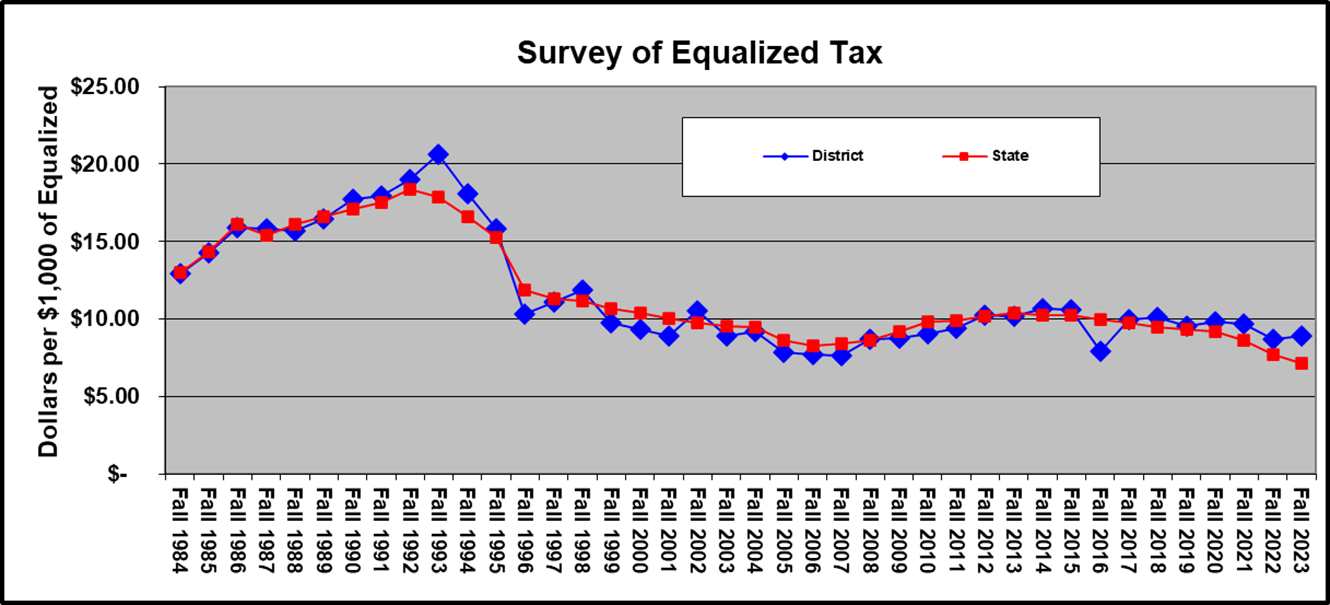 Survey of Equalized Tax
Dollars per $1,000 of Equalized
$25.00
$20.00
$15.00
$10.00
$5.00
$-
District
State
Fall 1984
Fall 1985
Fall 1986
Fall 1987
Fall 1988
Fall 1989
Fall 1990
Fall 1991
Fall 1992
Fall 1993
Fall 1994
Fall 1995
Fall 1996
Fall 1997
Fall 1998
Fall 1999
Fall 2000
Fall 2001
Fall 2002
Fall 2003
Fall 2004
Fall 2005
Fall 2006
Fall 2007
Fall 2008
Fall 2009
Fall 2010
Fall 2011
Fall 2012
Fall 2013
Fall 2014
Fall 2015
Fall 2016
Fall 2017
Fall 2018
Fall 2019
Fall 2020
Fall 2021
Fall 2022
Fall 2023